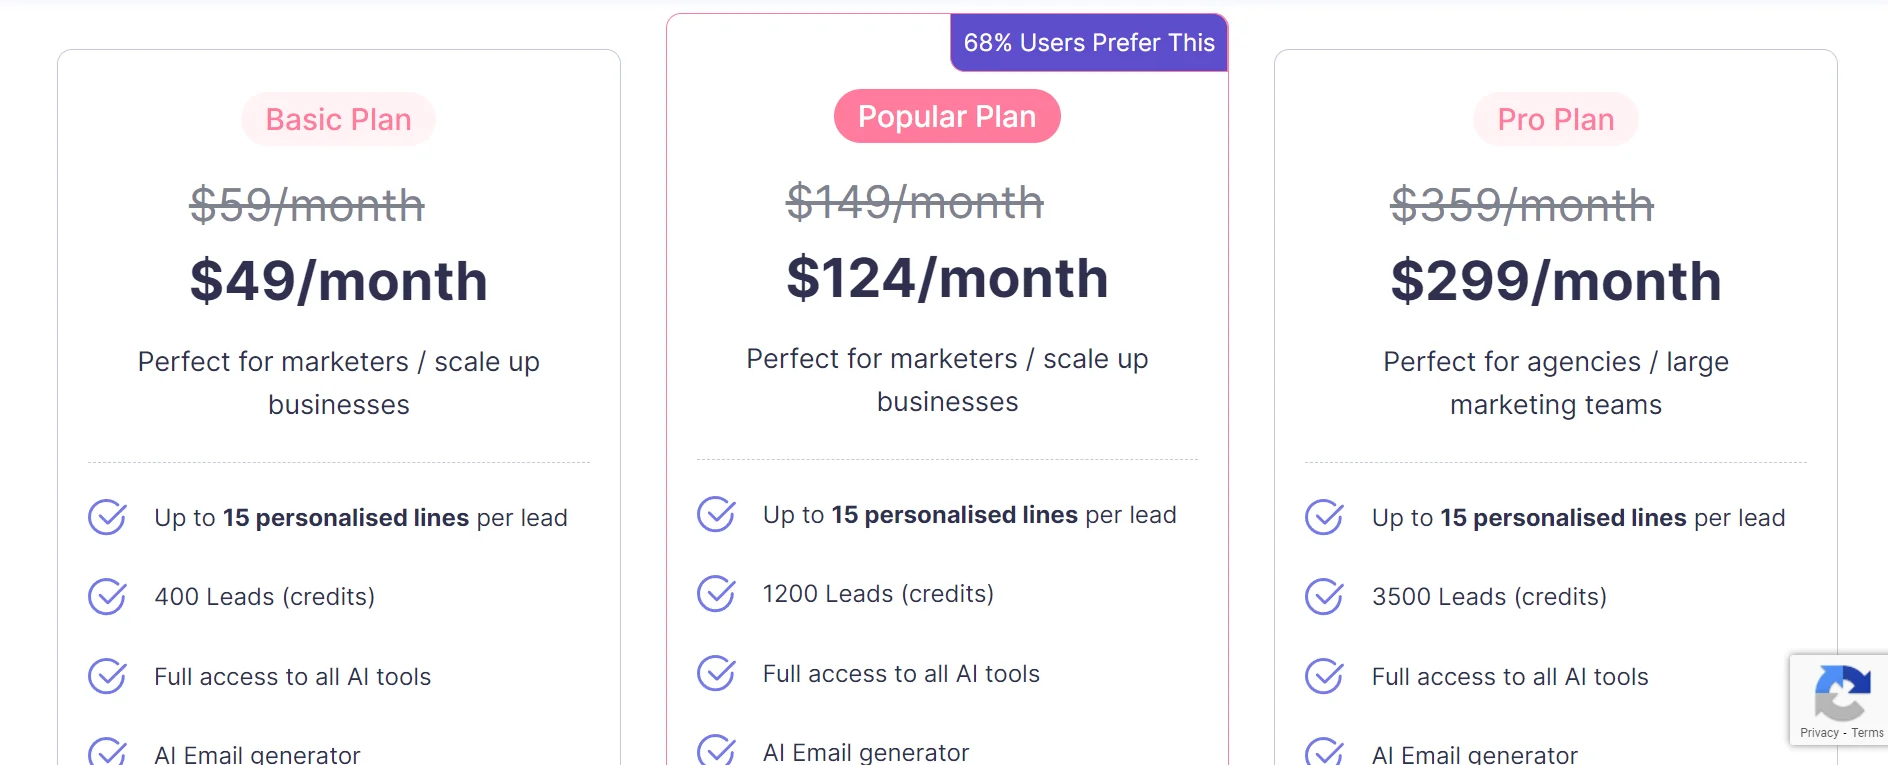 Basic Plan
$59/month
$49/month
Perfect for marketers / scale up
businesses
Up to 15 personalised lines per lead
400 Leads (credits)
Full access to all AI tools
AI Email generator
68% Users Prefer This
Popular Plan
$149/month
$124/month
Perfect for marketers / scale up
businesses
Up to 15 personalised lines per lead
1200 Leads (credits)
Full access to all AI tools
AI Email generator
Pro Plan
$359/month
$299/month
Perfect for agencies / large
marketing teams
Up to 15 personalised lines per lead
3500 Leads (credits)
Full access to all AI tools
AI Email generator
Privacy - Terms